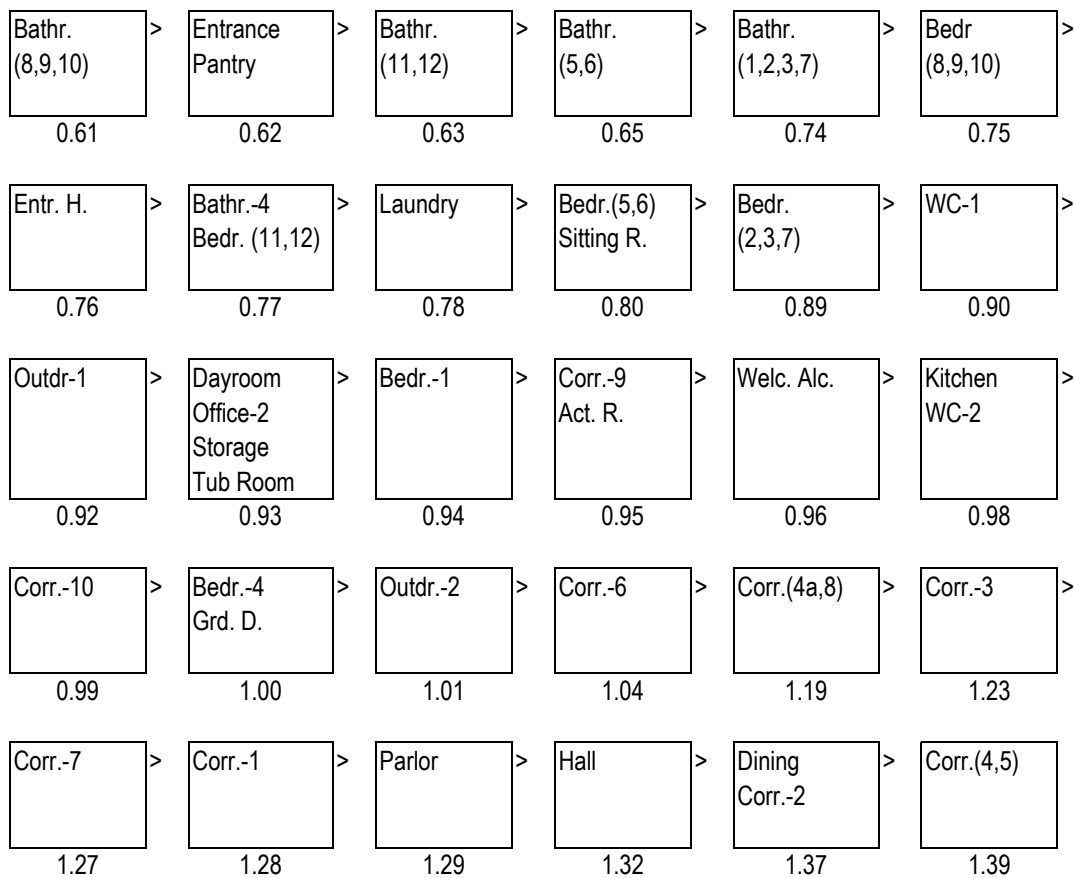 Bathr. > Entrance > Bathr. > Bathr. > Bathr. > Bedr >
(8,9,10) Pantry (11,12) (5,6) (1,2,3,7) (8,9,10)
0.61 0.62 0.63 0.65 0.74 0.75
Entr. H. > Bathr.-4 > Laundry > Bedr.(5,6) > Bedr. > WC-1 >
Bedr. (11,12) Sitting R. (2,3,7)
0.76 0.77 0.78 0.80 0.89 0.90
Outdr-1 > Dayroom > Bedr.-1 > Corr.-9 > Welc. Alc. > Kitchen >
Office-2 Act. R. WC-2
Storage
Tub Room
0.92 0.93 0.94 0.95 0.96 0.98
Corr.-10 > Bedr.-4 > Outdr.-2 > Corr.-6 > Corr.(4a,8) > Corr.-3 >
Grd. D.
0.99 1.00 1.01 1.04 1.19 1.23
Corr.-7 > Corr.-1 > Parlor > Hall > Dining > Corr.(4,5)
Corr.-2
1.27 1.28 1.29 1.32 1.37 1.39